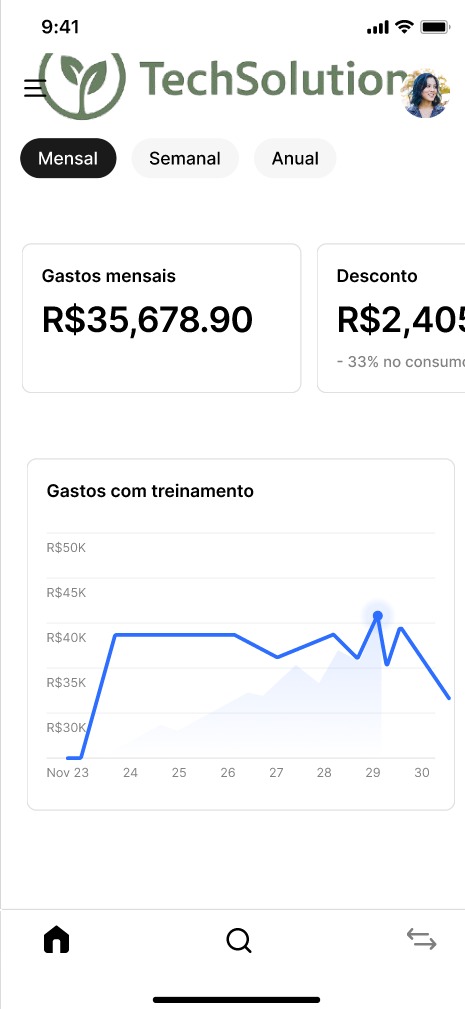 9:41
TechSolution
Mensal
Semanal
Anual
Gastos mensais
R$35,678.90
Desconto
R$2,405
- 33% no consumo
Gastos com treinamento
R$50K
R$45K
R$40K
R$35K
R$30K
Nov 23 24 25 26 27 28 29 30